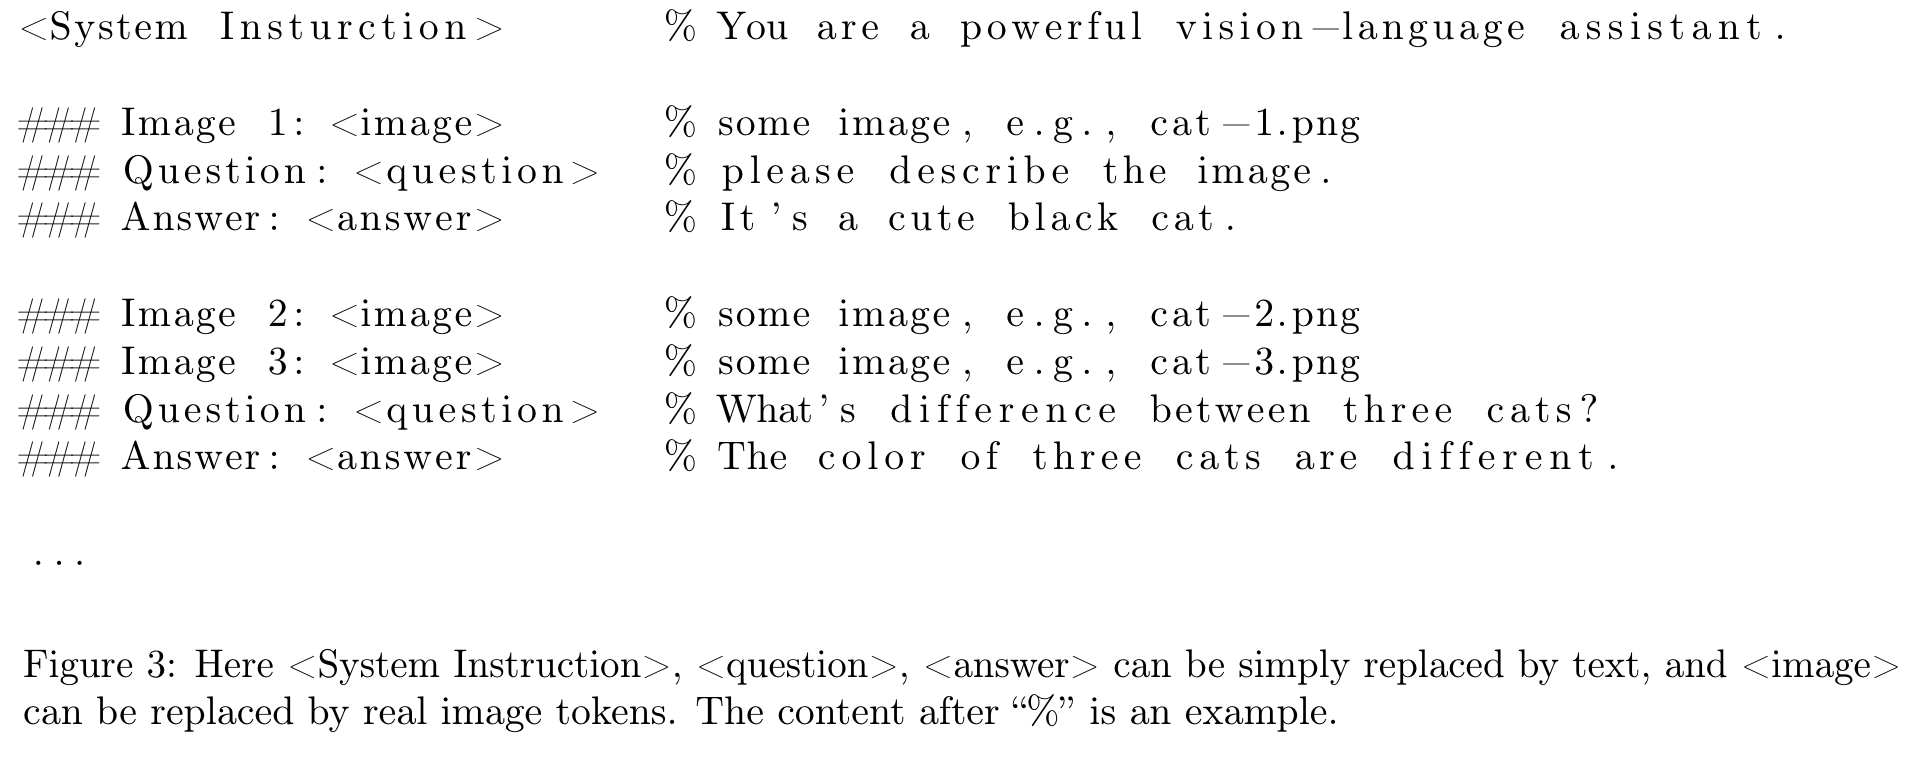 <System Insturction> % You are a powerful vision-language assistant.
### Image 1: <image> % some image, e.g., cat-1.png
### Question: <question> % please describe the image.
### Answer: <answer> % It's a cute black cat.
### Image 2: <image> % some image, e.g., cat-2.png
### Image 3: <image> % some image, e.g., cat-3.png
### Question: <question> % What's difference between three cats?
### Answer: <answer> % The color of three cats are different.
...
Figure 3: Here <System Instruction>, <question>, <answer> can be simply replaced by text, and <image>
can be replaced by real image tokens. The content after “%” is an example.